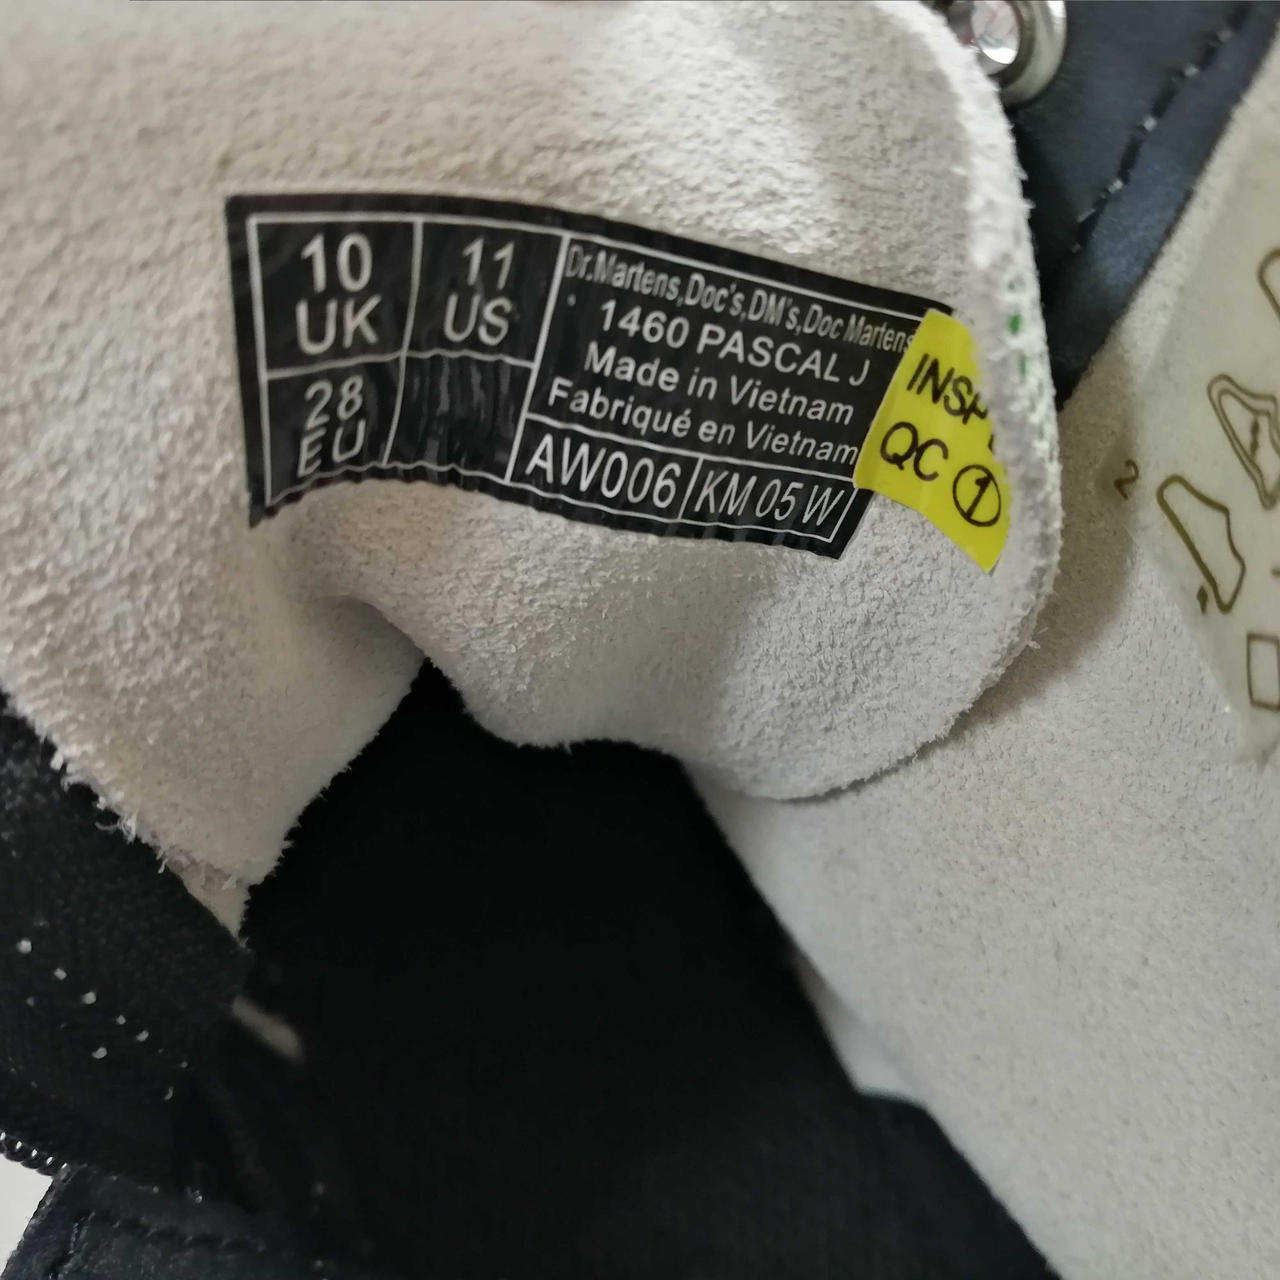 10
UK
11
US
28
EU
Dr.Martens,Doc's,DM's,Doc Martens
1460 PASCAL J
Made in Vietnam
Fabriqué en Vietnam
AW006
KM 05 W
QC ①
2